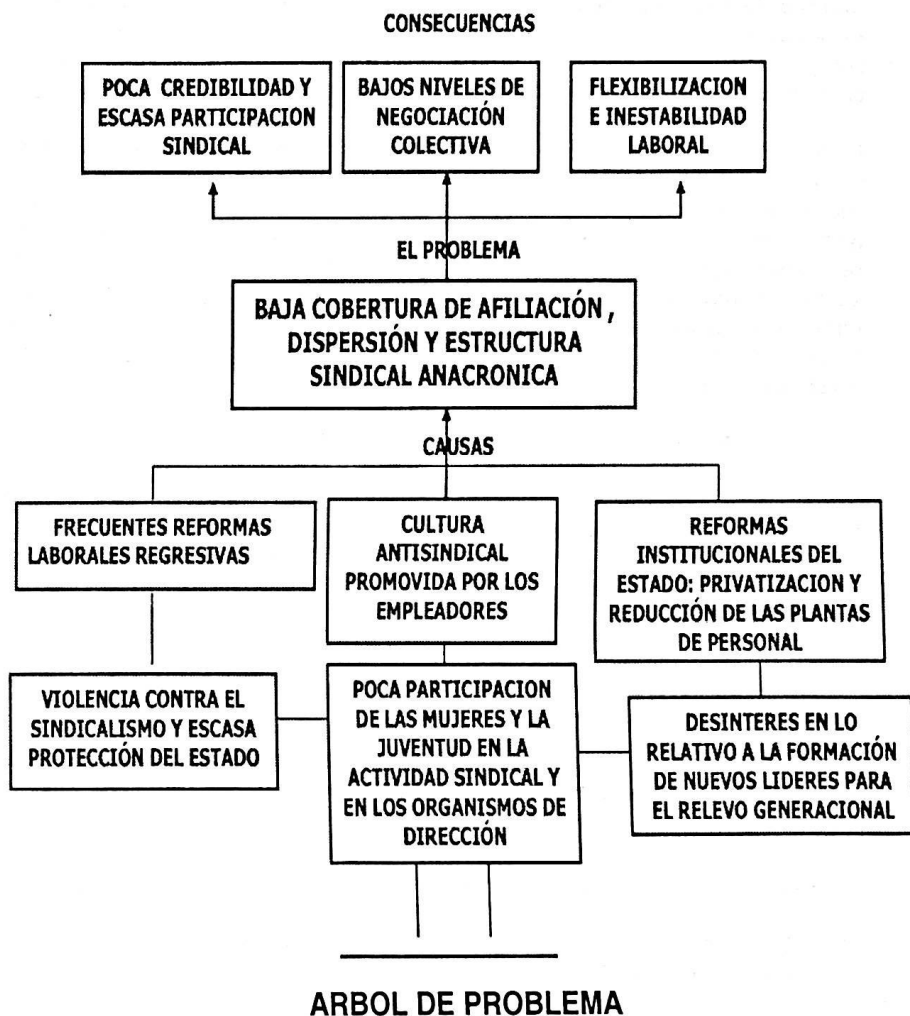 CONSECUENCIAS
POCA CREDIBILIDAD Y
ESCASA PARTICIPACION
SINDICAL
BAJOS NIVELES DE
NEGOCIACIÓN
COLECTIVA
FLEXIBILIZACION
E INESTABILIDAD
LABORAL
EL PROBLEMA
BAJA COBERTURA DE AFILIACIÓN ,
DISPERSIÓN Y ESTRUCTURA
SINDICAL ANACRONICA
CAUSAS
FRECUENTES REFORMAS
LABORALES REGRESIVAS
CULTURA
ANTISINDICAL
PROMOVIDA POR LOS
EMPLEADORES
REFORMAS
INSTITUCIONALES DEL
ESTADO: PRIVATIZACION Y
REDUCCIÓN DE LAS PLANTAS
DE PERSONAL
VIOLENCIA CONTRA EL
SINDICALISMO Y ESCASA
PROTECCIÓN DEL ESTADO
POCA PARTICIPACION
DE LAS MUJERES Y LA
JUVENTUD EN LA
ACTIVIDAD SINDICAL Y
EN LOS ORGANISMOS DE
DIRECCIÓN
DESINTERES EN LO
RELATIVO A LA FORMACIÓN
DE NUEVOS LIDERES PARA
EL RELEVO GENERACIONAL
ARBOL DE PROBLEMA